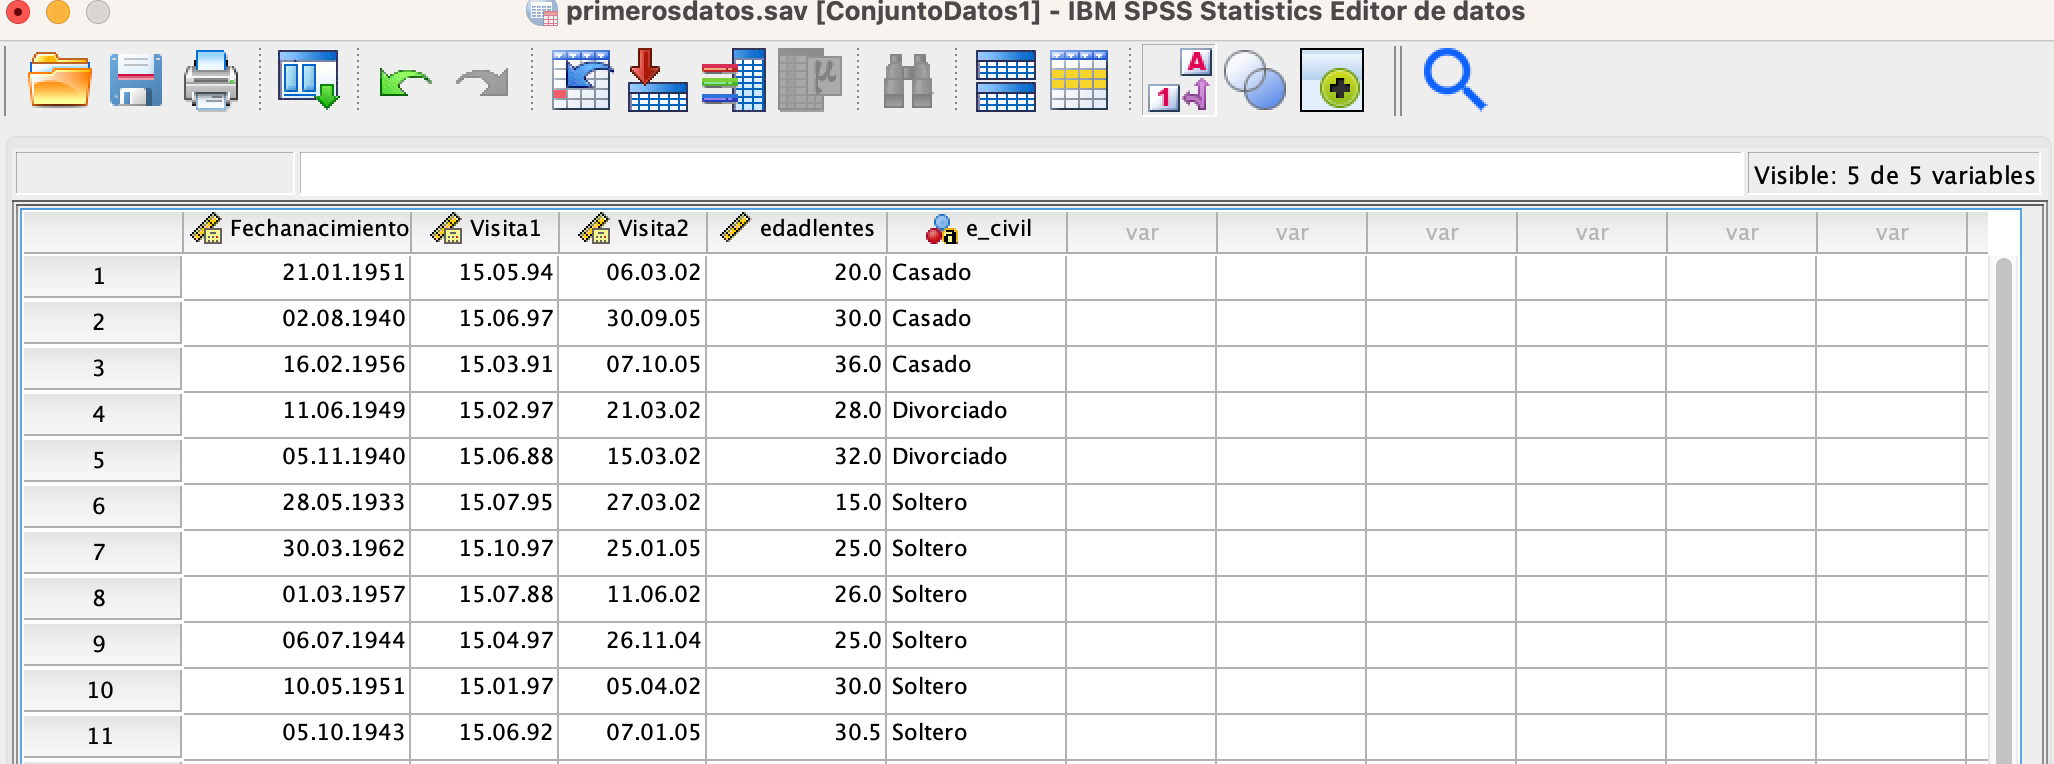 primerosdatos.sav [ConjuntoDatos1] - IBM SPSS Statistics Editor de datos
A
1
µ
Visible: 5 de 5 variables
Fechanacimiento Visita1 Visita2 edadlentes a e_civil var var var var var var
1 21.01.1951 15.05.94 06.03.02 20.0 Casado
2 02.08.1940 15.06.97 30.09.05 30.0 Casado
3 16.02.1956 15.03.91 07.10.05 36.0 Casado
4 11.06.1949 15.02.97 21.03.02 28.0 Divorciado
5 05.11.1940 15.06.88 15.03.02 32.0 Divorciado
6 28.05.1933 15.07.95 27.03.02 15.0 Soltero
7 30.03.1962 15.10.97 25.01.05 25.0 Soltero
8 01.03.1957 15.07.88 11.06.02 26.0 Soltero
9 06.07.1944 15.04.97 26.11.04 25.0 Soltero
10 10.05.1951 15.01.97 05.04.02 30.0 Soltero
11 05.10.1943 15.06.92 07.01.05 30.5 Soltero